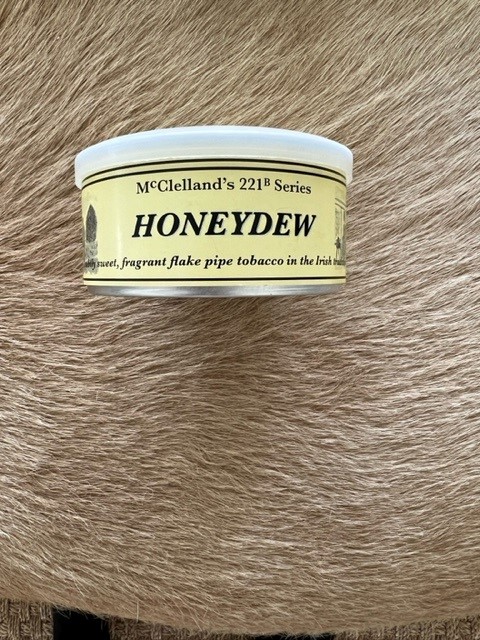 McClelland's 221B Series
HONEYDEW
sweet, fragrant flake pipe tobacco in the Irish